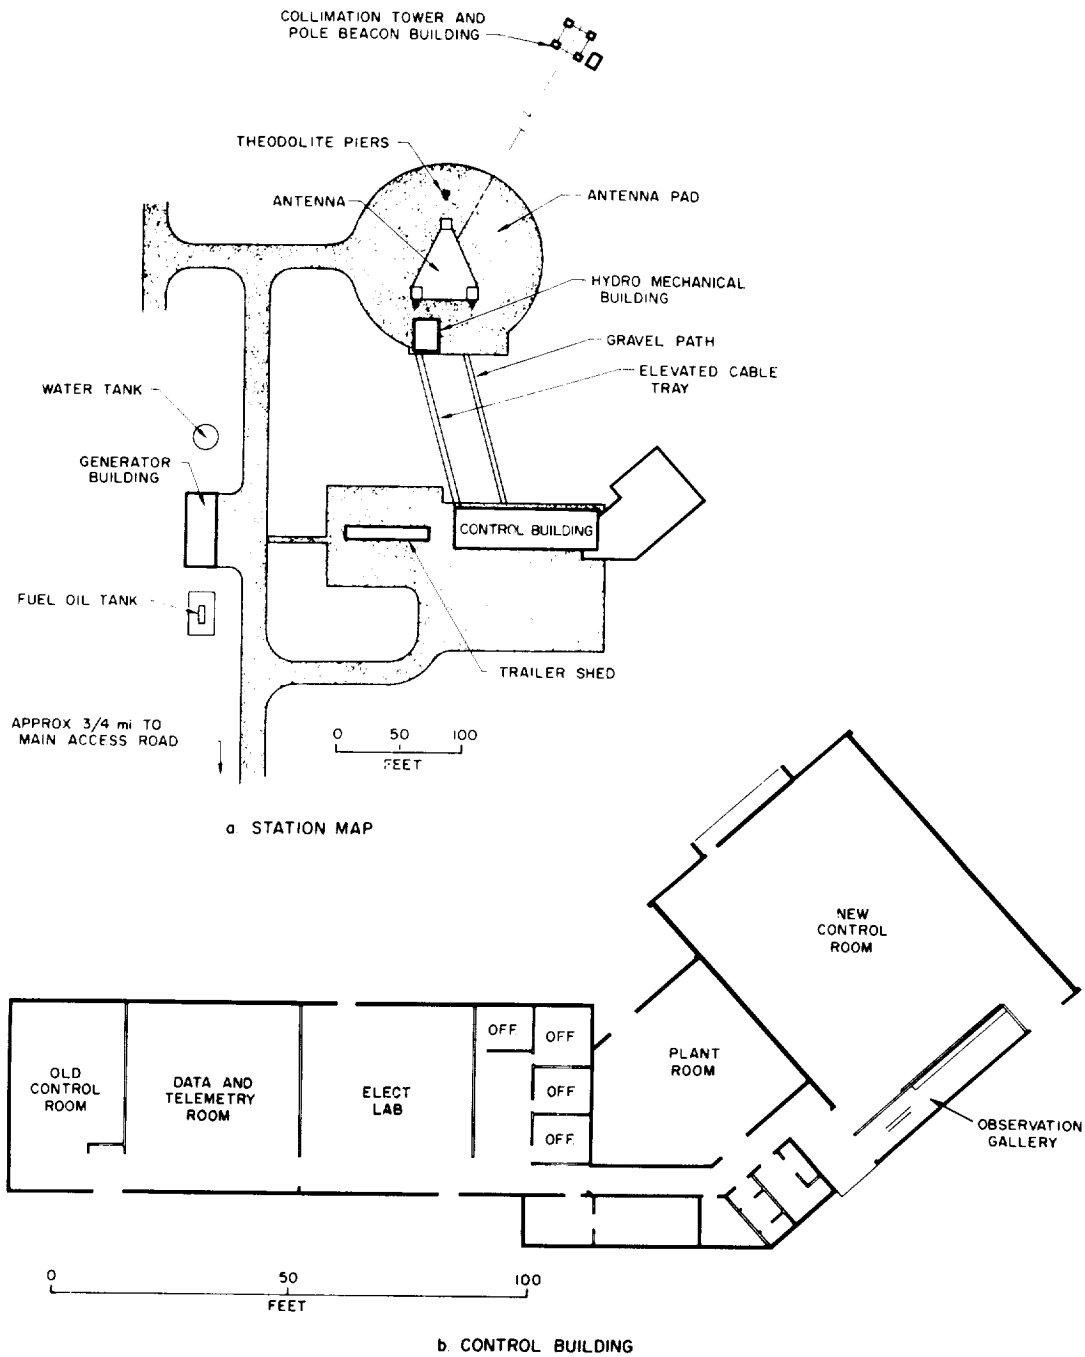 COLLIMATION TOWER AND
POLE BEACON BUILDING
THEODOLITE PIERS
ANTENNA
ANTENNA PAD
HYDRO MECHANICAL
BUILDING
GRAVEL PATH
ELEVATED CABLE
TRAY
WATER TANK
GENERATOR
BUILDING
CONTROL BUILDING
FUEL OIL TANK
TRAILER SHED
APPROX 3/4 mi TO
MAIN ACCESS ROAD
0 50 100
FEET
a. STATION MAP
NEW
CONTROL
ROOM
OFF.
OFF
PLANT
ROOM
OLD
CONTROL
ROOM
DATA AND
TELEMETRY
ROOM
ELECT
LAB
OFF
OFF.
OBSERVATION
GALLERY
0 50 100
FEET
b. CONTROL BUILDING